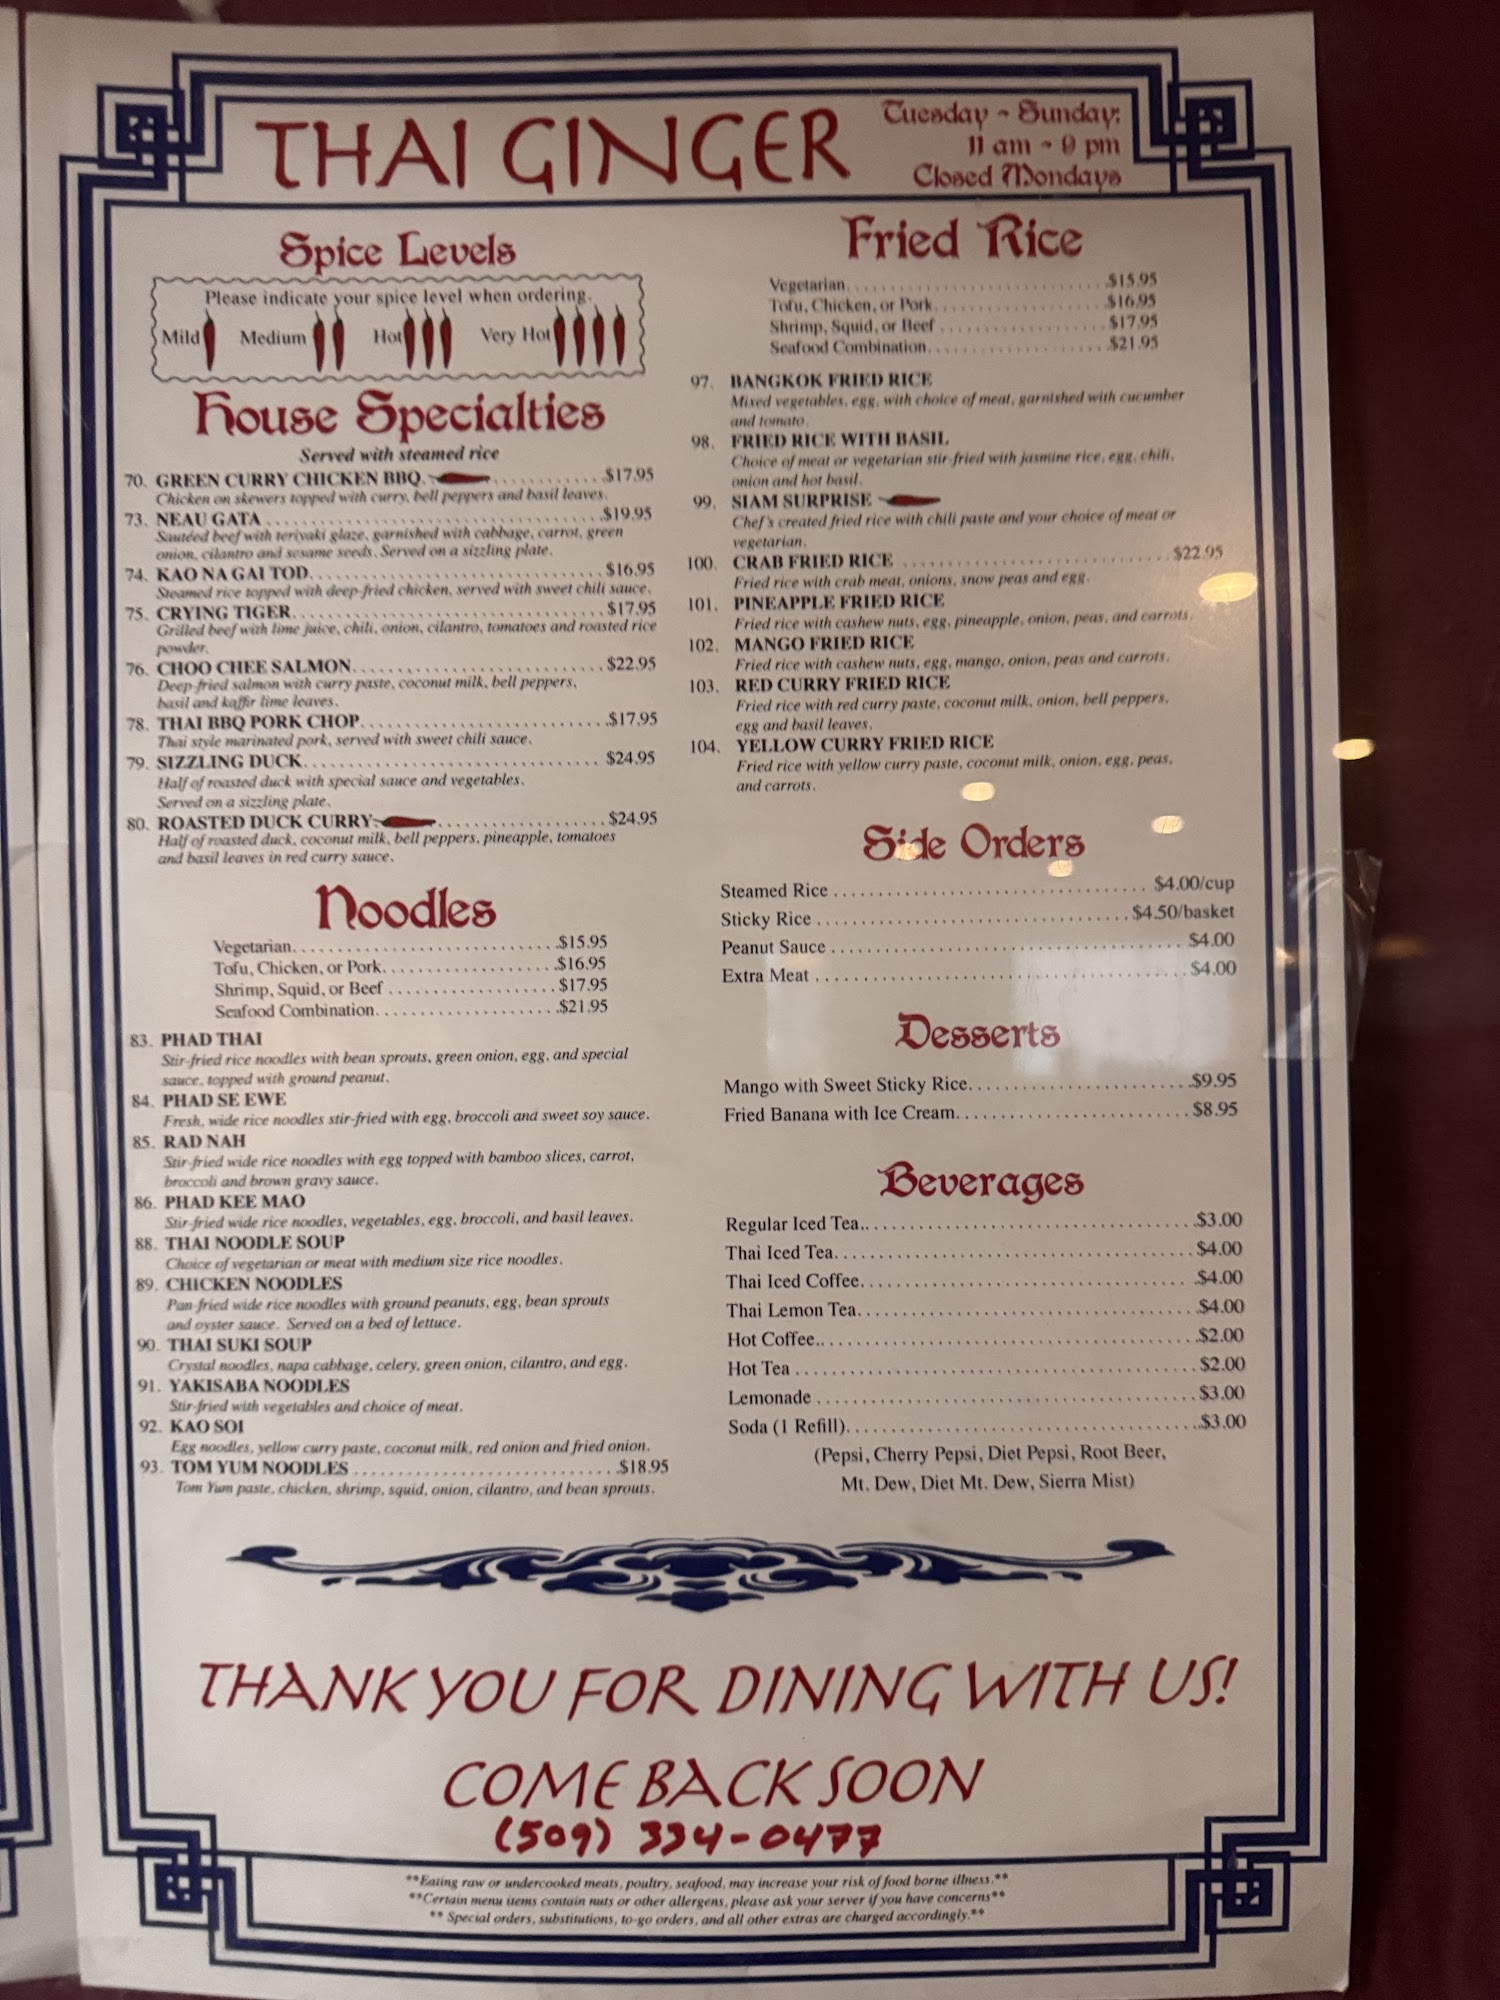 THAI GINGER
Tuesday ~ Sunday:
11 am ~ 9 pm
Closed Mondays
Spice Levels
Please indicate your spice level when ordering.
Mild Medium Hot Very Hot
House Specialties
Served with steamed rice
70. GREEN CURRY CHICKEN BBQ. ............$17.95
Chicken on skewers topped with curry, bell peppers and basil leaves.
73. NEAU GATA ....................................$19.95
Sautéed beef with teriyaki glaze, garnished with cabbage, carrot, green
onion, cilantro and sesame seeds. Served on a sizzling plate.
74. KAO NA GAI TOD................................$16.95
Steamed rice topped with deep-fried chicken, served with sweet chili sauce.
75. CRYING TIGER..................................$17.95
Grilled beef with lime juice, chili, onion, cilantro, tomatoes and roasted rice
powder.
76. CHOO CHEE SALMON...........................$22.95
Deep-fried salmon with curry paste, coconut milk, bell peppers,
basil and kaffir lime leaves.
78. THAI BBQ PORK CHOP..........................$17.95
Thai style marinated pork, served with sweet chili sauce.
79. SIZZLING DUCK................................ $24.95
Half of roasted duck with special sauce and vegetables.
Served on a sizzling plate.
80. ROASTED DUCK CURRY ..................$24.95
Half of roasted duck, coconut milk, bell peppers, pineapple, tomatoes
and basil leaves in red curry sauce.
Noodles
Vegetarian.............................$15.95
Tofu, Chicken, or Pork...................$16.95
Shrimp, Squid, or Beef ..................$17.95
Seafood Combination.....................$21.95
83. PHAD THAI
Stir-fried rice noodles with bean sprouts, green onion, egg, and special
sauce, topped with ground peanut.
84. PHAD SE EWE
Fresh, wide rice noodles stir-fried with egg, broccoli and sweet soy sauce.
85. RAD NAH
Stir-fried wide rice noodles with egg topped with bamboo slices, carrot,
broccoli and brown gravy sauce.
86. PHAD KEE MAO
Stir-fried wide rice noodles, vegetables, egg, broccoli, and basil leaves.
88. THAI NOODLE SOUP
Choice of vegetarian or meat with medium size rice noodles.
89. CHICKEN NOODLES
Pan-fried wide rice noodles with ground peanuts, egg, bean sprouts
and oyster sauce. Served on a bed of lettuce.
90. THAI SUKI SOUP
Crystal noodles, napa cabbage, celery, green onion, cilantro, and egg.
91. YAKISABA NOODLES
Stir-fried with vegetables and choice of meat.
92. KAO SOI
Egg noodles, yellow curry paste, coconut milk, red onion and fried onion.
93. TOM YUM NOODLES ............................$18.95
Tom Yum paste, chicken, shrimp, squid, onion, cilantro, and bean sprouts.
Fried Rice
Vegetarian.............................$15.95
Tofu, Chicken, or Pork...................$16.95
Shrimp, Squid, or Beef ..................$17.95
Seafood Combination.....................$21.95
97. BANGKOK FRIED RICE
Mixed vegetables, egg, with choice of meat, garnished with cucumber
and tomato.
98. FRIED RICE WITH BASIL
Choice of meat or vegetarian stir-fried with jasmine rice, egg, chili,
onion and hot basil.
99. SIAM SURPRISE
Chef's created fried rice with chili paste and your choice of meat or
vegetarian.
100. CRAB FRIED RICE .............................$22.95
Fried rice with crab meat, onions, snow peas and egg.
101. PINEAPPLE FRIED RICE
Fried rice with cashew nuts, egg, pineapple, onion, peas, and carrots.
102. MANGO FRIED RICE
Fried rice with cashew nuts, egg, mango, onion, peas and carrots.
103. RED CURRY FRIED RICE
Fried rice with red curry paste, coconut milk, onion, bell peppers,
egg and basil leaves.
104. YELLOW CURRY FRIED RICE
Fried rice with yellow curry paste, coconut milk, onion, egg, peas,
and carrots.
Side Orders
Steamed Rice .................................. $4.00/cup
Sticky Rice ..................................$4.50/basket
Peanut Sauce ...................................... $4.00
Extra Meat ........................................$4.00
Desserts
Mango with Sweet Sticky Rice........................$9.95
Fried Banana with Ice Cream.........................$8.95
Beverages
Regular Iced Tea....................................$3.00
Thai Iced Tea.......................................$4.00
Thai Iced Coffee....................................$4.00
Thai Lemon Tea.....................................$4.00
Hot Coffee.........................................$2.00
Hot Tea ...........................................$2.00
Lemonade .........................................$3.00
Soda (1 Refill).....................................$3.00
(Pepsi, Cherry Pepsi, Diet Pepsi, Root Beer,
Mt. Dew, Diet Mt. Dew, Sierra Mist)
THANK YOU FOR DINING WITH US!
COME BACK SOON
(509) 334-0477
**Eating raw or undercooked meats, poultry, seafood, may increase your risk of food borne illness.**
**Certain menu items contain nuts or other allergens, please ask your server if you have concerns**
** Special orders, substitutions, to-go orders, and all other extras are charged accordingly.**